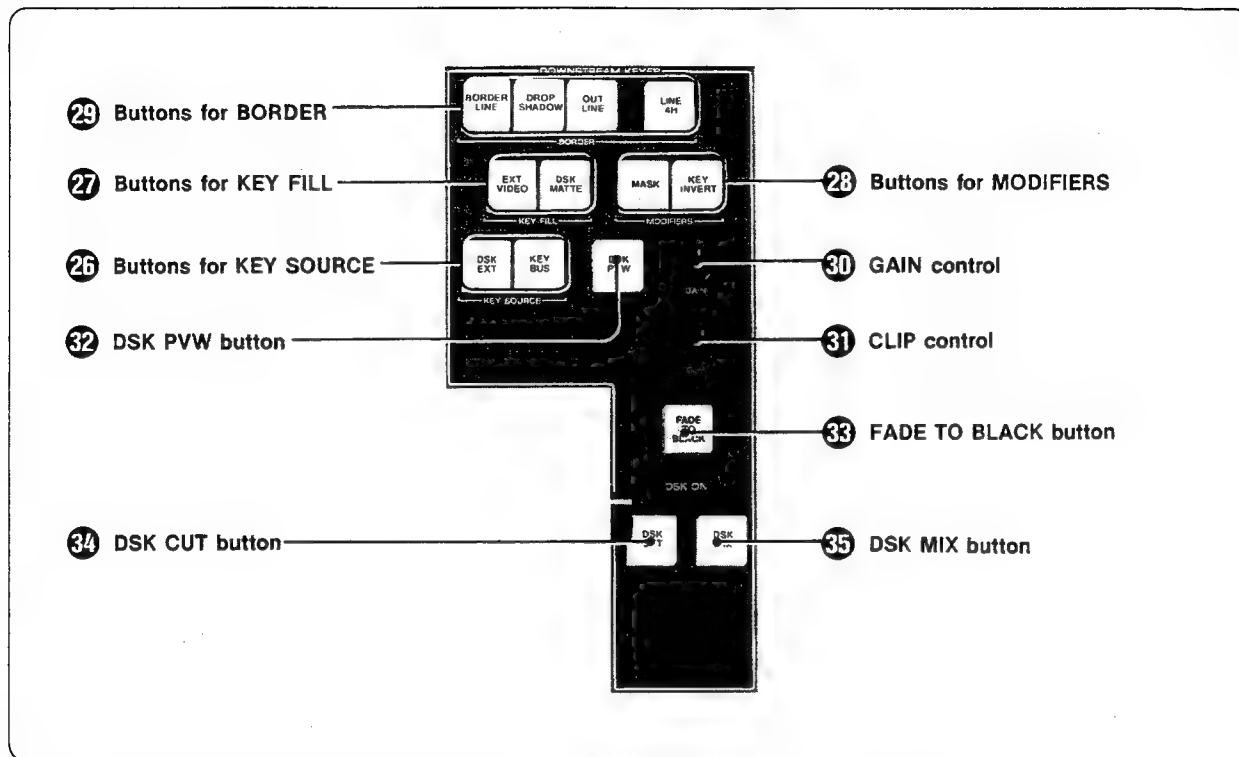 DOWNSTREAM KEYER
BORDER LINE
DROP SHADOW
OUT LINE
LINE 4H
BORDER
29 Buttons for BORDER
EXT VIDEO
DSK MATTE
MASK
KEY INVERT
KEY FILL
MODIFIERS
27 Buttons for KEY FILL
28 Buttons for MODIFIERS
DSK EXT
KEY BUS
DSK PVW
KEY SOURCE
GAIN
26 Buttons for KEY SOURCE
30 GAIN control
32 DSK PVW button
31 CLIP control
FADE TO BLACK
33 FADE TO BLACK button
DSK ON
DSK
DSK
34 DSK CUT button
35 DSK MIX button